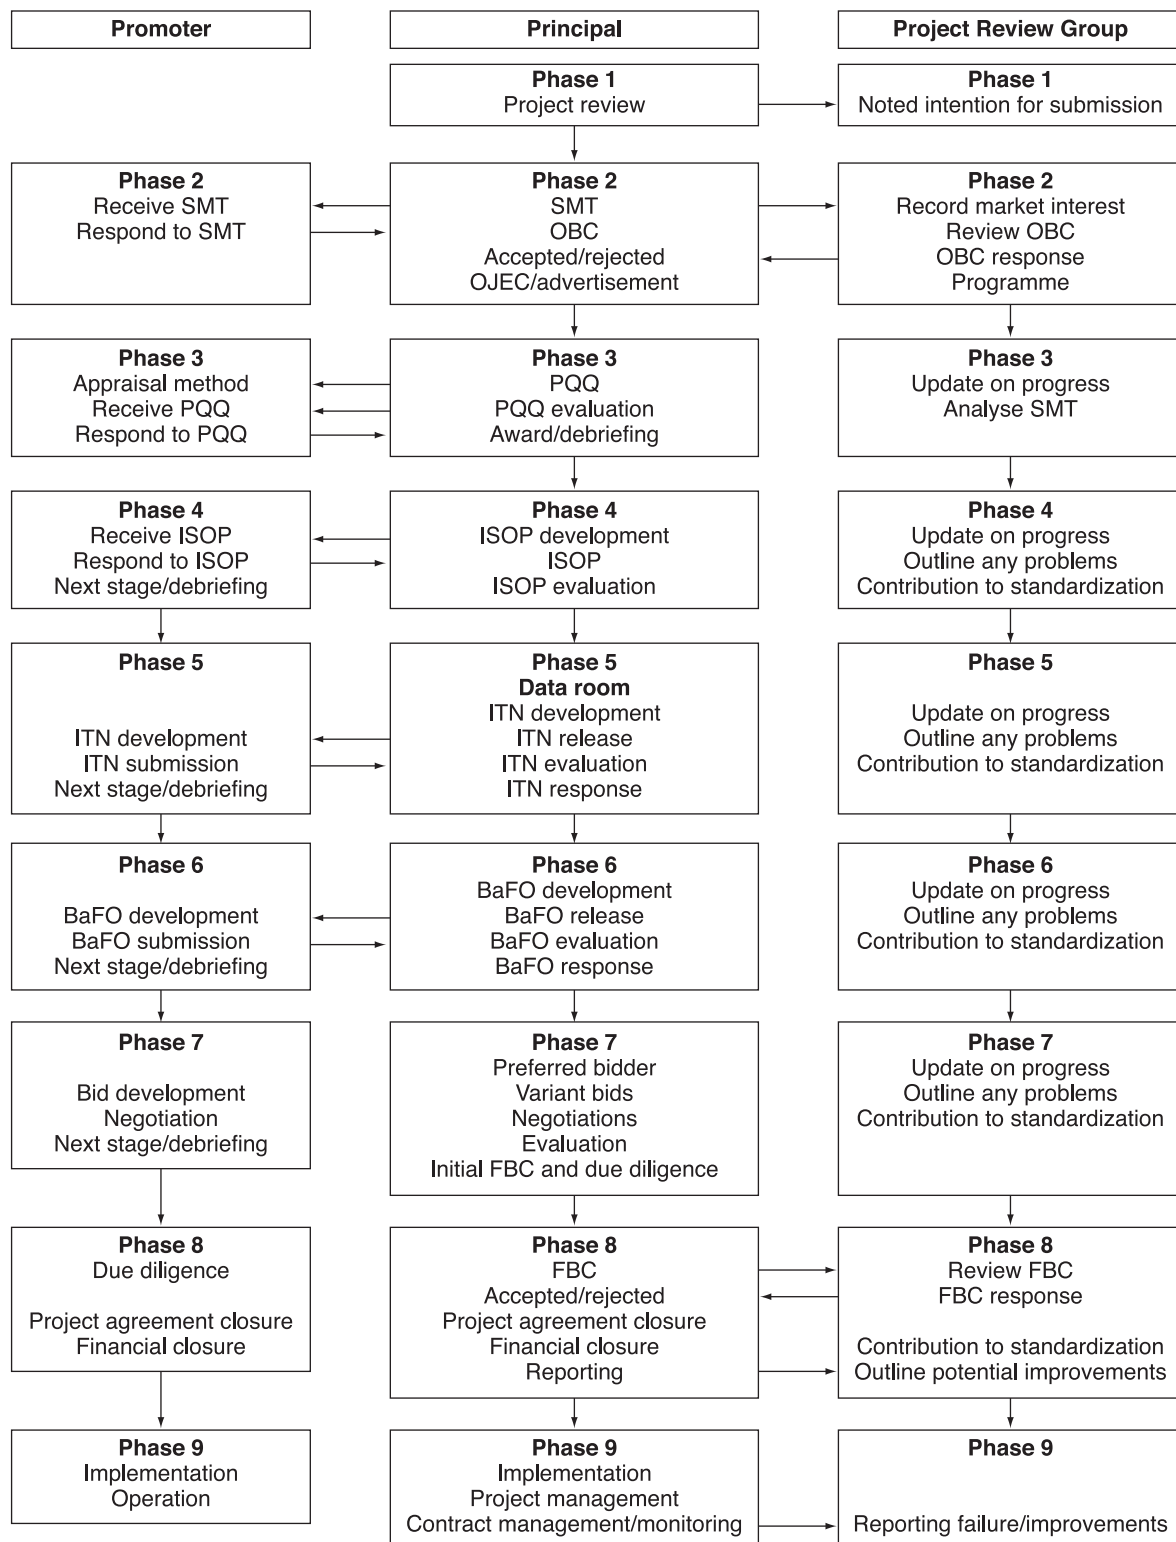 Promoter
Principal
Project Review Group
Phase 1
Project review
Phase 1
Noted intention for submission
Phase 2
Receive SMT
Respond to SMT
Phase 2
SMT
OBC
Accepted/rejected
OJEC/advertisement
Phase 2
Record market interest
Review OBC
OBC response
Programme
Phase 3
Appraisal method
Receive PQQ
Respond to PQQ
Phase 3
PQQ
PQQ evaluation
Award/debriefing
Phase 3
Update on progress
Analyse SMT
Phase 4
Receive ISOP
Respond to ISOP
Next stage/debriefing
Phase 4
ISOP development
ISOP
ISOP evaluation
Phase 4
Update on progress
Outline any problems
Contribution to standardization
Phase 5
ITN development
ITN submission
Next stage/debriefing
Phase 5
Data room
ITN development
ITN release
ITN evaluation
ITN response
Phase 5
Update on progress
Outline any problems
Contribution to standardization
Phase 6
BaFO development
BaFO submission
Next stage/debriefing
Phase 6
BaFO development
BaFO release
BaFO evaluation
BaFO response
Phase 6
Update on progress
Outline any problems
Contribution to standardization
Phase 7
Bid development
Negotiation
Next stage/debriefing
Phase 7
Preferred bidder
Variant bids
Negotiations
Evaluation
Initial FBC and due diligence
Phase 7
Update on progress
Outline any problems
Contribution to standardization
Phase 8
Due diligence
Project agreement closure
Financial closure
Phase 8
FBC
Accepted/rejected
Project agreement closure
Financial closure
Reporting
Phase 8
Review FBC
FBC response
Contribution to standardization
Outline potential improvements
Phase 9
Implementation
Operation
Phase 9
Implementation
Project management
Contract management/monitoring
Phase 9
Reporting failure/improvements